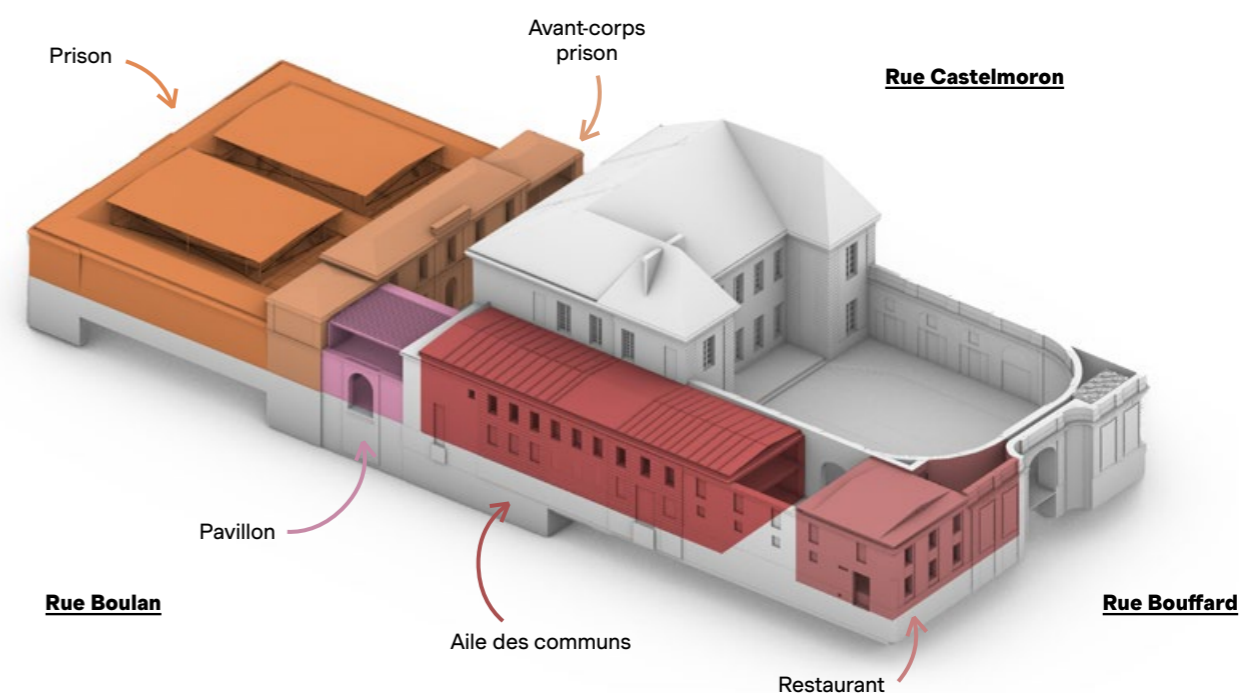 Avant-corps
prison
Prison
Rue Castelmoron
Pavillon
Rue Boulan
Rue Bouffard
Aile des communs
Restaurant